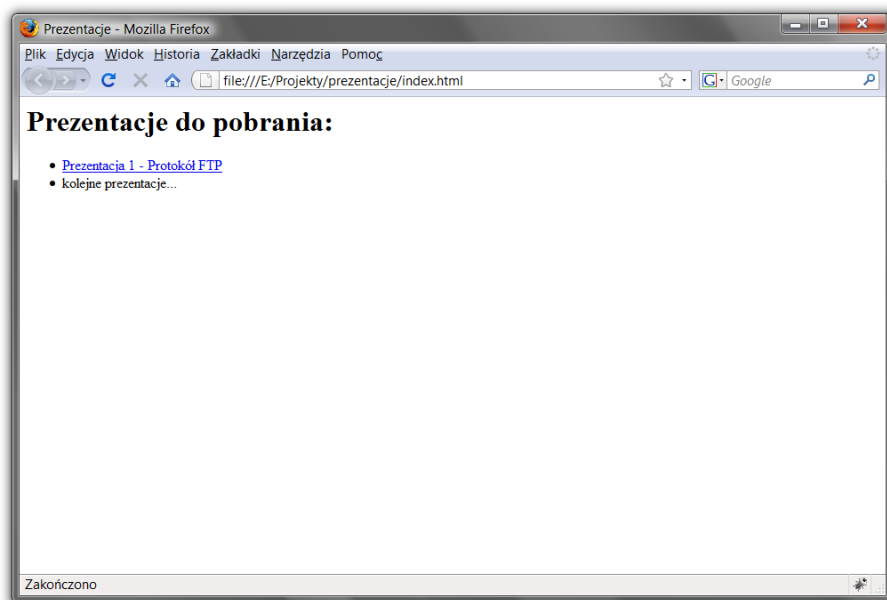 Prezentacje - Mozilla Firefox
Plik Edycja Widok Historia Zakładki Narzędzia Pomoc
file:///E:/Projekty/prezentacje/index.html G Google
Prezentacje do pobrania:
Prezentacja 1 - Protokół FTP
kolejne prezentacje...
Zakończono